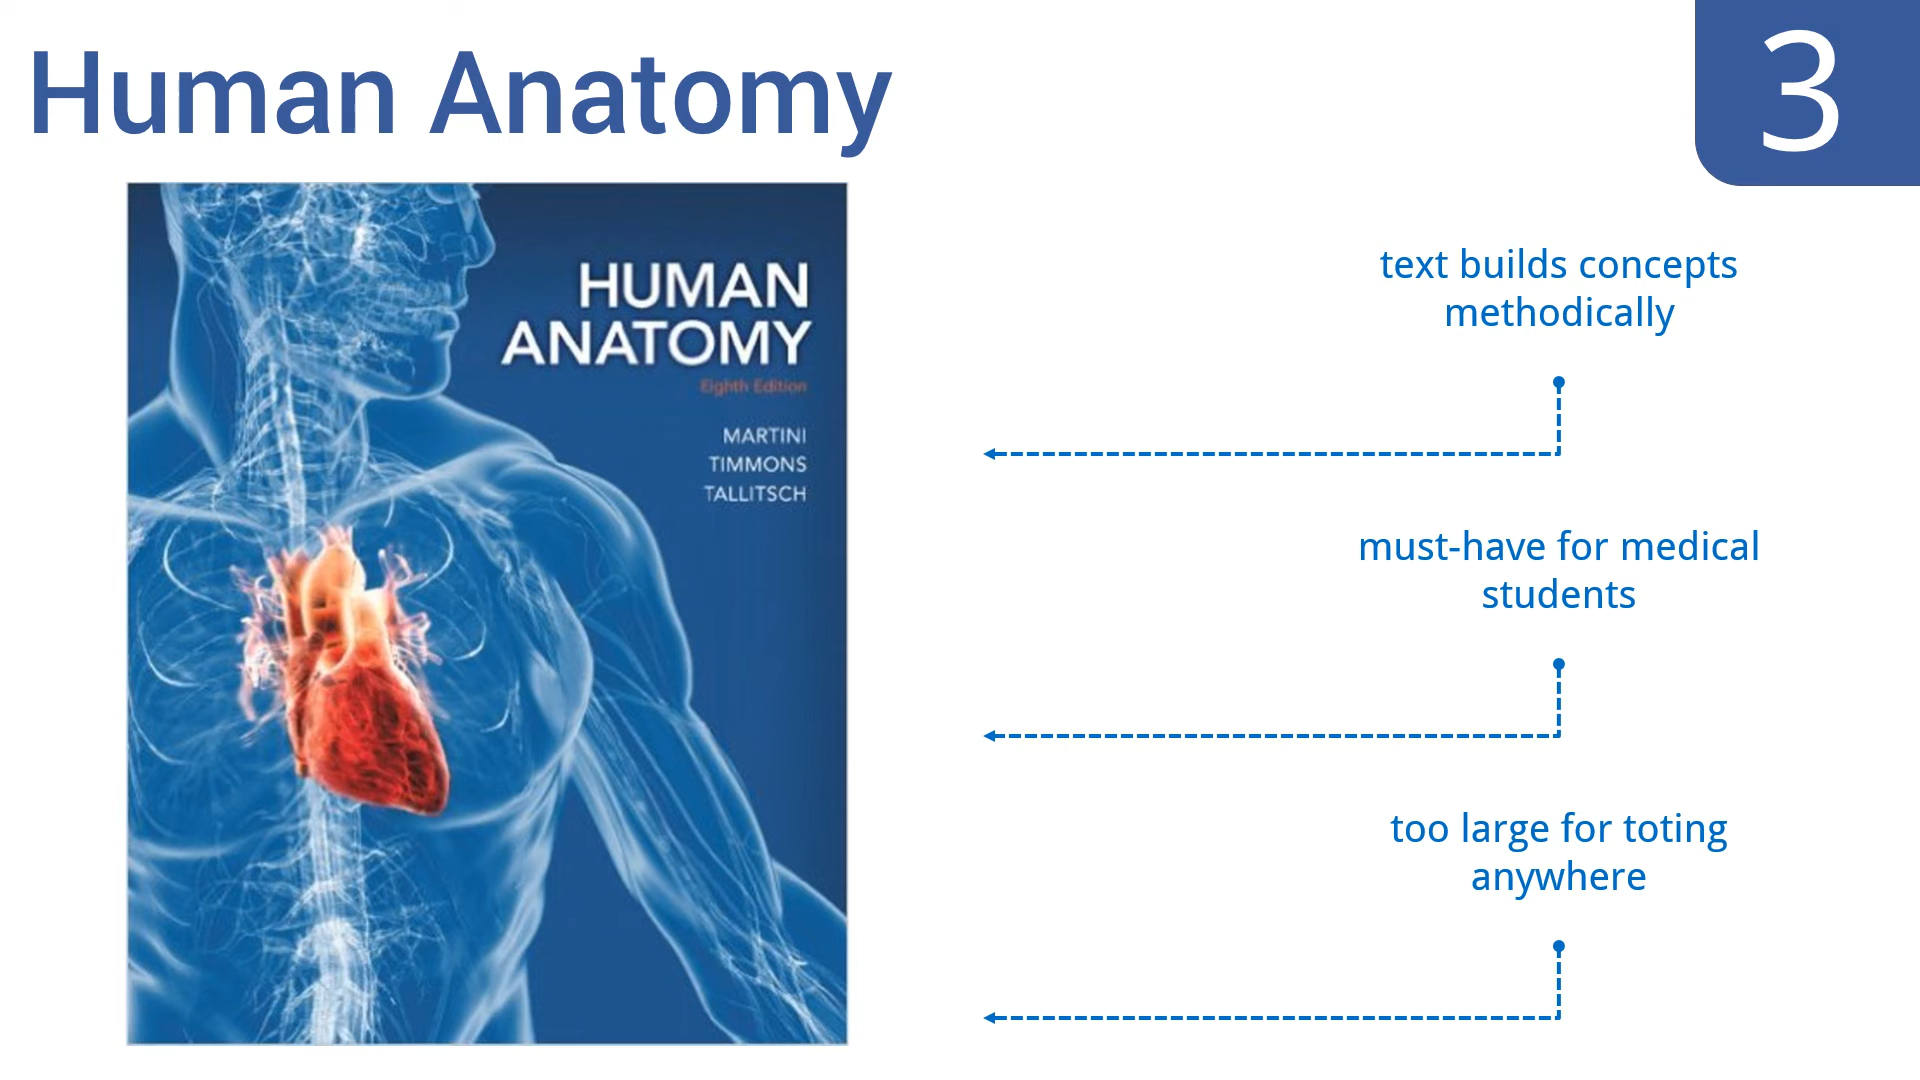 Human Anatomy
3
HUMAN
ANATOMY
Eighth Edition
MARTINI
TIMMONS
TALLITSCH
text builds concepts
methodically
must-have for medical
students
too large for toting
anywhere